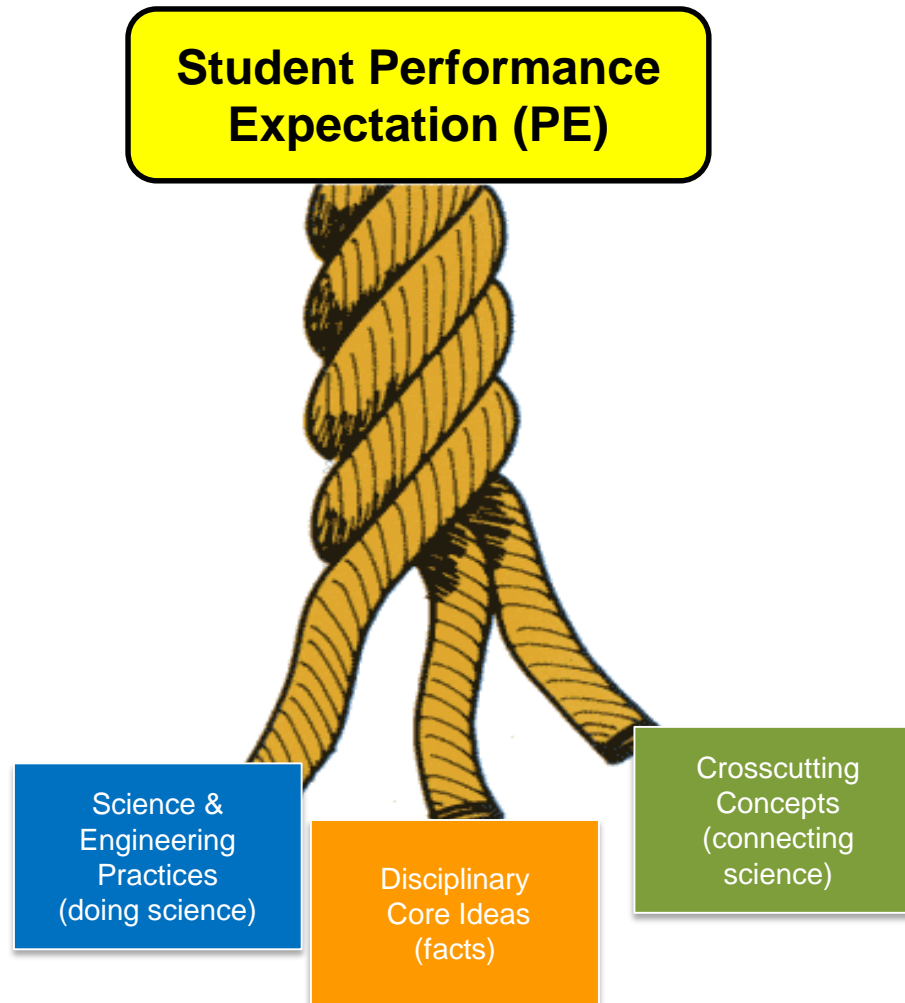 Student Performance
Expectation (PE)
Science &
Engineering
Practices
(doing science)
Disciplinary
Core Ideas
(facts)
Crosscutting
Concepts
(connecting
science)